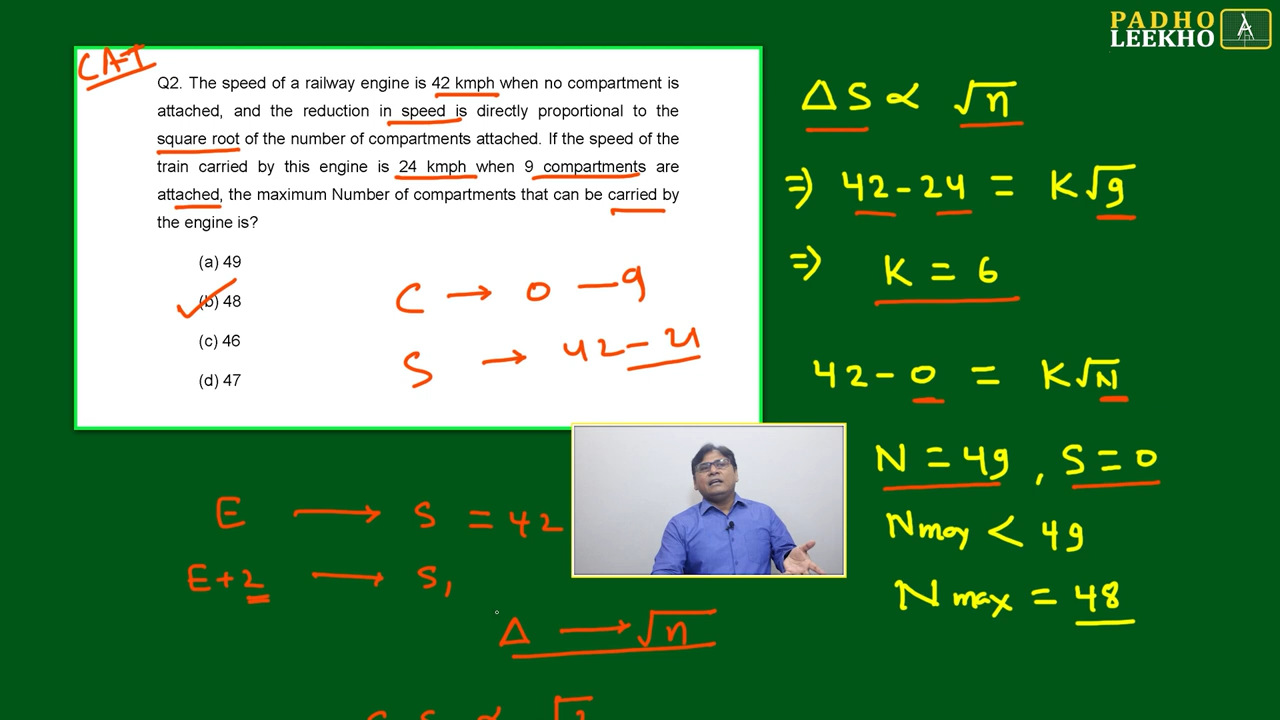 PADHO
LEEKHO
CAT
Q2. The speed of a railway engine is 42 kmph when no compartment is
attached, and the reduction in speed is directly proportional to the
square root of the number of compartments attached. If the speed of the
train carried by this engine is 24 kmph when 9 compartments are
attached, the maximum Number of compartments that can be carried by
the engine is?
(a) 49
(b) 48
(c) 46
(d) 47
C → 0 — 9
S → 42 – 24
E → S = 42
E + 2 → S₁
Δ → √n
Δ S ∝ √n
⇒ 42 - 24 = K√9
⇒ K = 6
42 - 0 = K√N
N = 49, S = 0
Nmax < 49
Nmax = 48